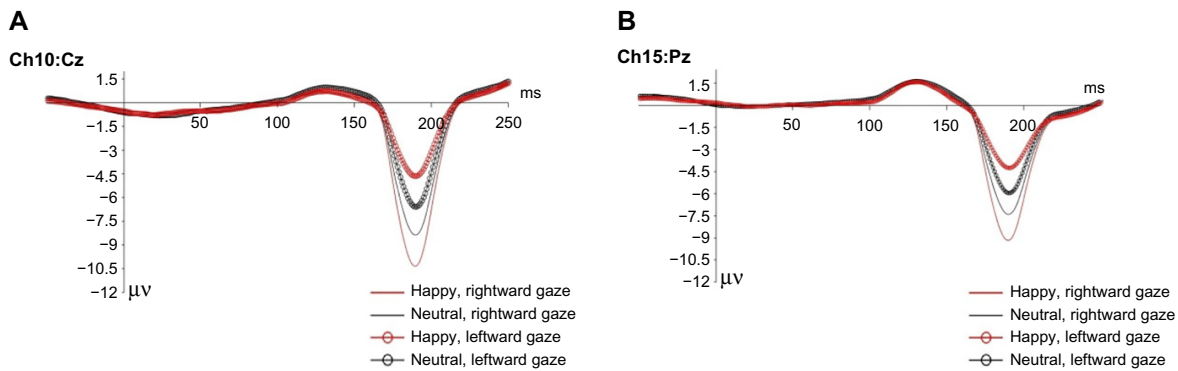 A
Ch10:Cz
1.5
ms
50
100
150
200
250
−1.5
−3
−4.5
−6
−7.5
−9
−10.5
−12
μν
Happy, rightward gaze
Neutral, rightward gaze
Happy, leftward gaze
Neutral, leftward gaze
B
Ch15:Pz
1.5
ms
50
100
150
200
−1.5
−3
−4.5
−6
−7.5
−9
−10.5
−12
μν
Happy, rightward gaze
Neutral, rightward gaze
Happy, leftward gaze
Neutral, leftward gaze